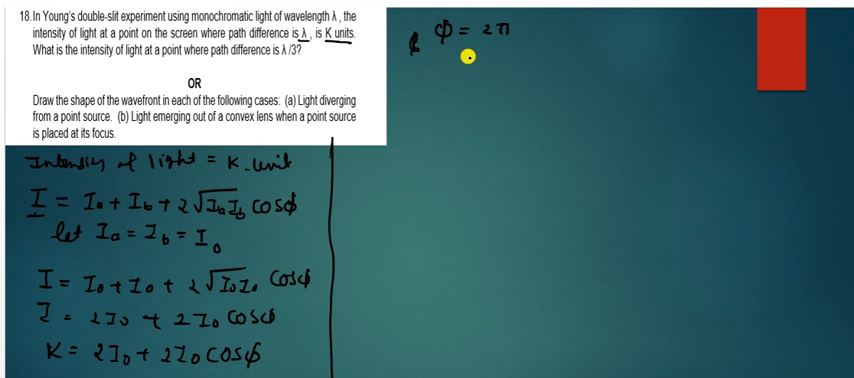 18. In Young's double-slit experiment using monochromatic light of wavelength λ, the
intensity of light at a point on the screen where path difference is λ, is K units.
What is the intensity of light at a point where path difference is λ /3?
OR
Draw the shape of the wavefront in each of the following cases: (a) Light diverging
from a point source. (b) Light emerging out of a convex lens when a point source
is placed at its focus.
Intensity of light = K. unit
I = Ia + Ib + 2√IaIb cosϕ
let Ia = Ib = I₀
I = I₀ + I₀ + 2√I₀I₀ cosϕ
I = 2I₀ + 2I₀ cosϕ
K = 2I₀ + 2I₀ cosϕ
ϕ = 2π